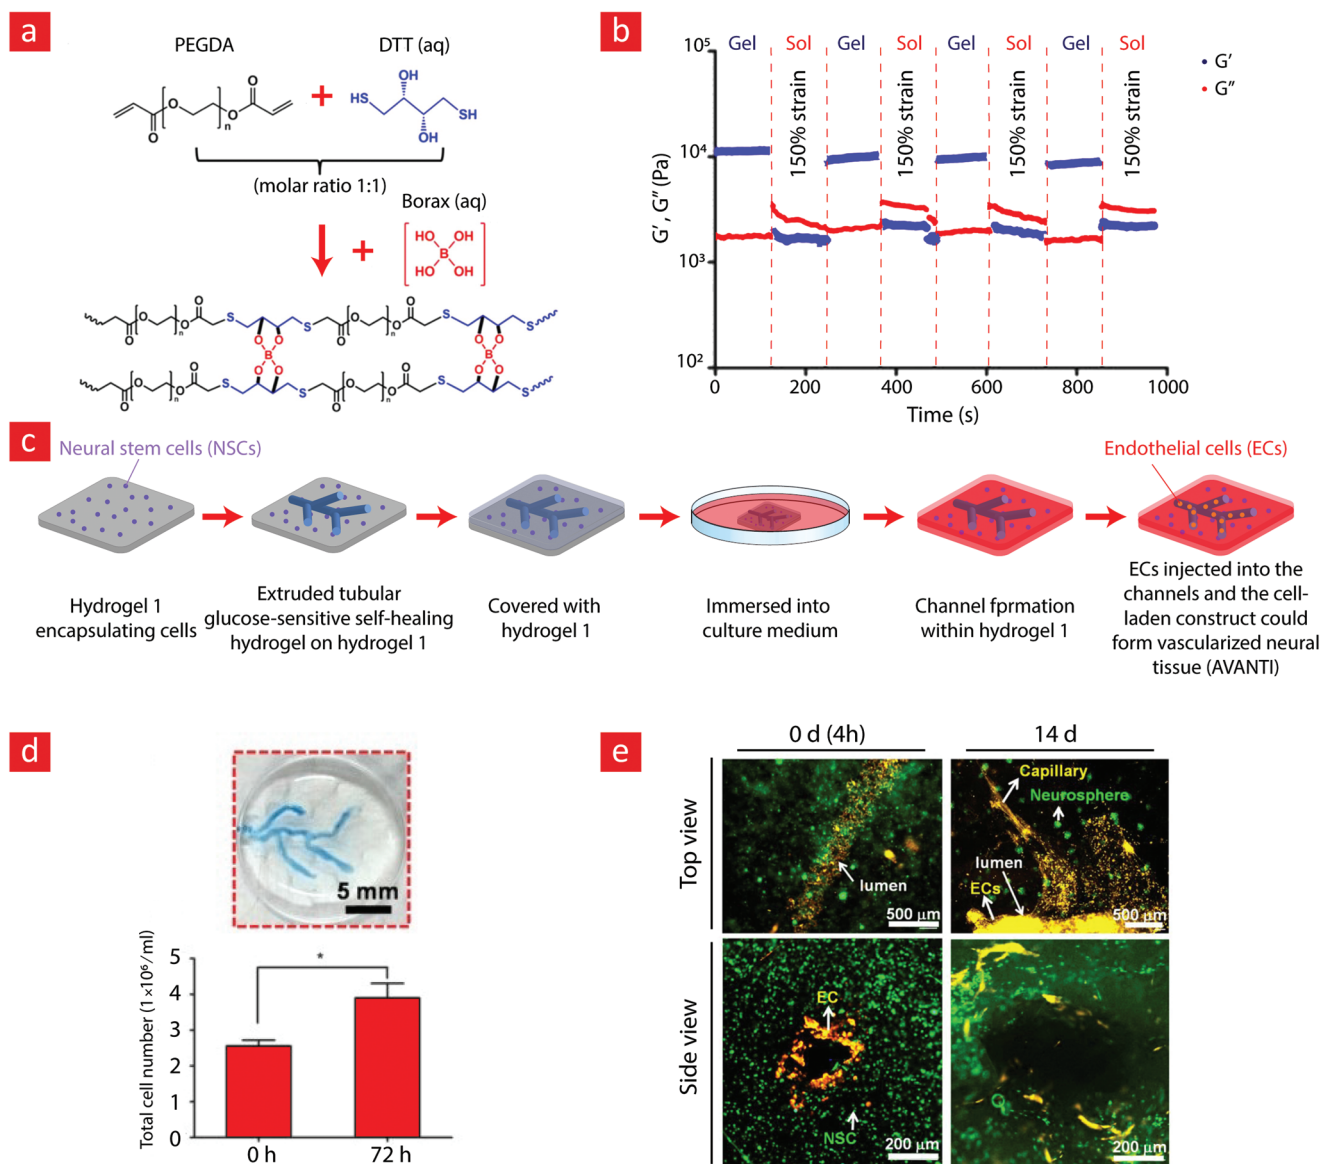 a
PEGDA
DTT (aq)
O
O
n
O
O
+
HS
OH
OH
SH
(molar ratio 1:1)
+
Borax (aq)
HO
OH
B
HO
OH
O
O
n
O
O
S
S
O
O
n
O
O
S
S
O
O
O
O
B
B
O
O
O
O
O
O
n
O
O
S
S
O
O
n
O
O
S
S
b
Gel Sol Gel Sol Gel Sol Gel Sol
150% strain
150% strain
150% strain
150% strain
G′
G″
G′, G″ (Pa)
10⁵
10⁴
10³
10²
0 200 400 600 800 1000
Time (s)
c
Neural stem cells (NSCs)
Endothelial cells (ECs)
Hydrogel 1
encapsulating cells
Extruded tubular
glucose-sensitive self-healing
hydrogel on hydrogel 1
Covered with
hydrogel 1
Immersed into
culture medium
Channel fprmation
within hydrogel 1
ECs injected into the
channels and the cell-
laden construct could
form vascularized neural
tissue (AVANTI)
d
5 mm
Total cell number (1 ×10⁶/ml)
5
4
3
2
1
0
*
0 h
72 h
e
0 d (4h)
14 d
Top view
lumen
500 µm
Capillary
Neurosphere
lumen
ECs
500 µm
Side view
EC
NSC
200 µm
200 µm